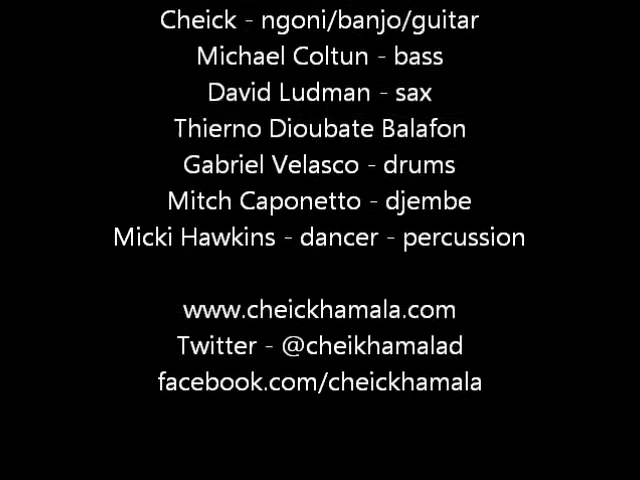 Cheick - ngoni/banjo/guitar
Michael Coltun - bass
David Ludman - sax
Thierno Dioubate Balafon
Gabriel Velasco - drums
Mitch Caponetto - djembe
Micki Hawkins - dancer - percussion
www.cheickhamala.com
Twitter - @cheikhamalad
facebook.com/cheickhamala